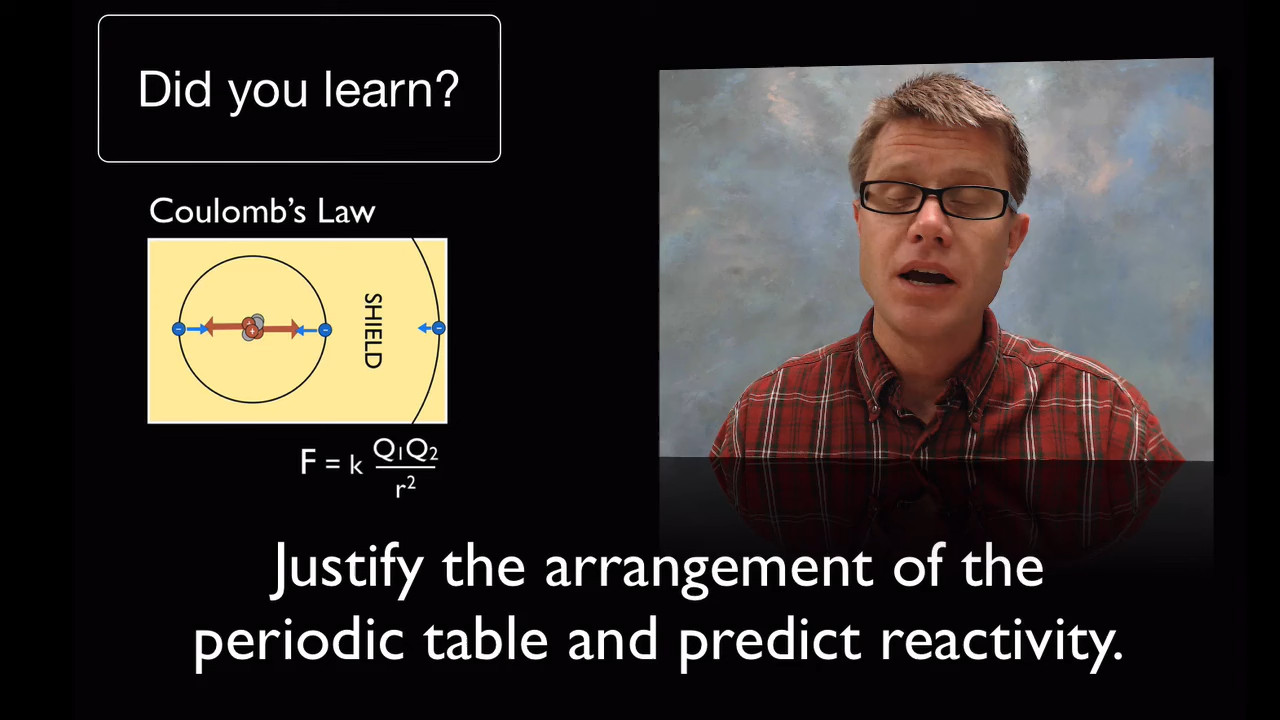 Did you learn?
Coulomb's Law
SHIELD
F = k Q₁Q₂
r²
Justify the arrangement of the
periodic table and predict reactivity.